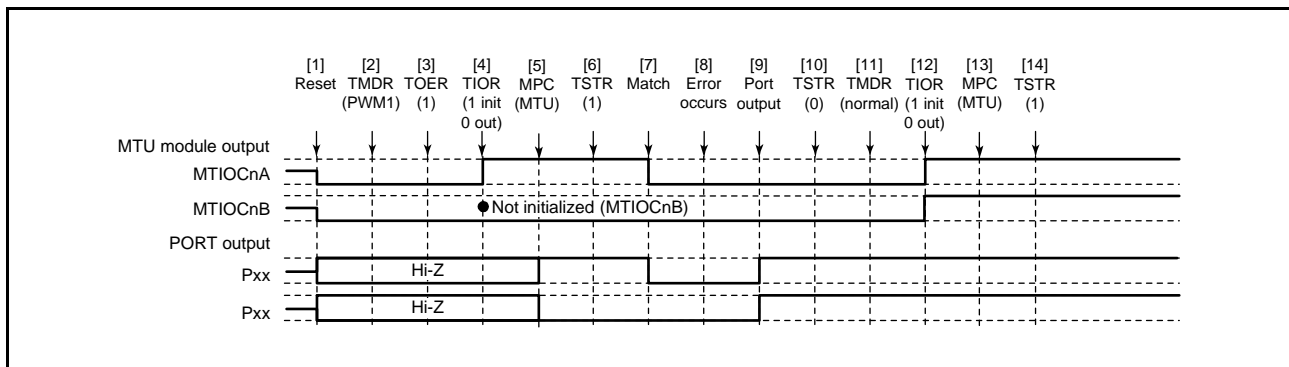 [1] [2] [3] [4] [5] [6] [7] [8] [9] [10] [11] [12] [13] [14]
Reset TMDR TOER TIOR MPC TSTR Match Error Port TSTR TMDR TIOR MPC TSTR
(PWM1) (1) (1 init (MTU) (1) occurs output (0) (normal) (1 init (MTU) (1)
0 out) 0 out)
MTU module output
MTIOCnA
MTIOCnB Not initialized (MTIOCnB)
PORT output
Pxx Hi-Z
Pxx Hi-Z